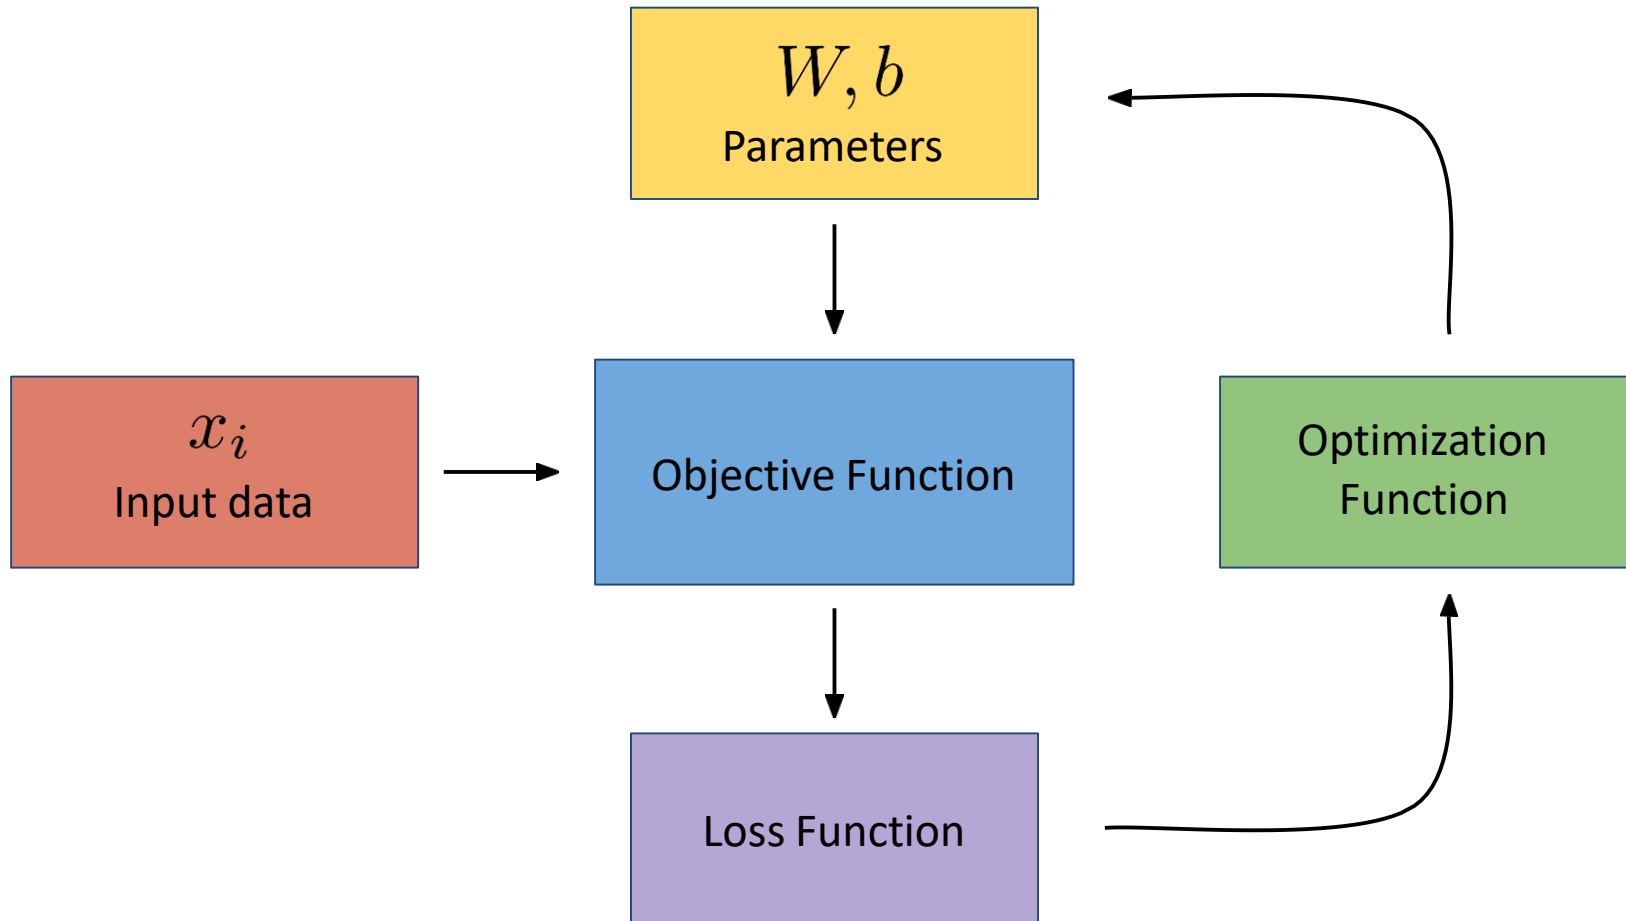 W, b
Parameters
x_i
Input data
Objective Function
Optimization
Function
Loss Function